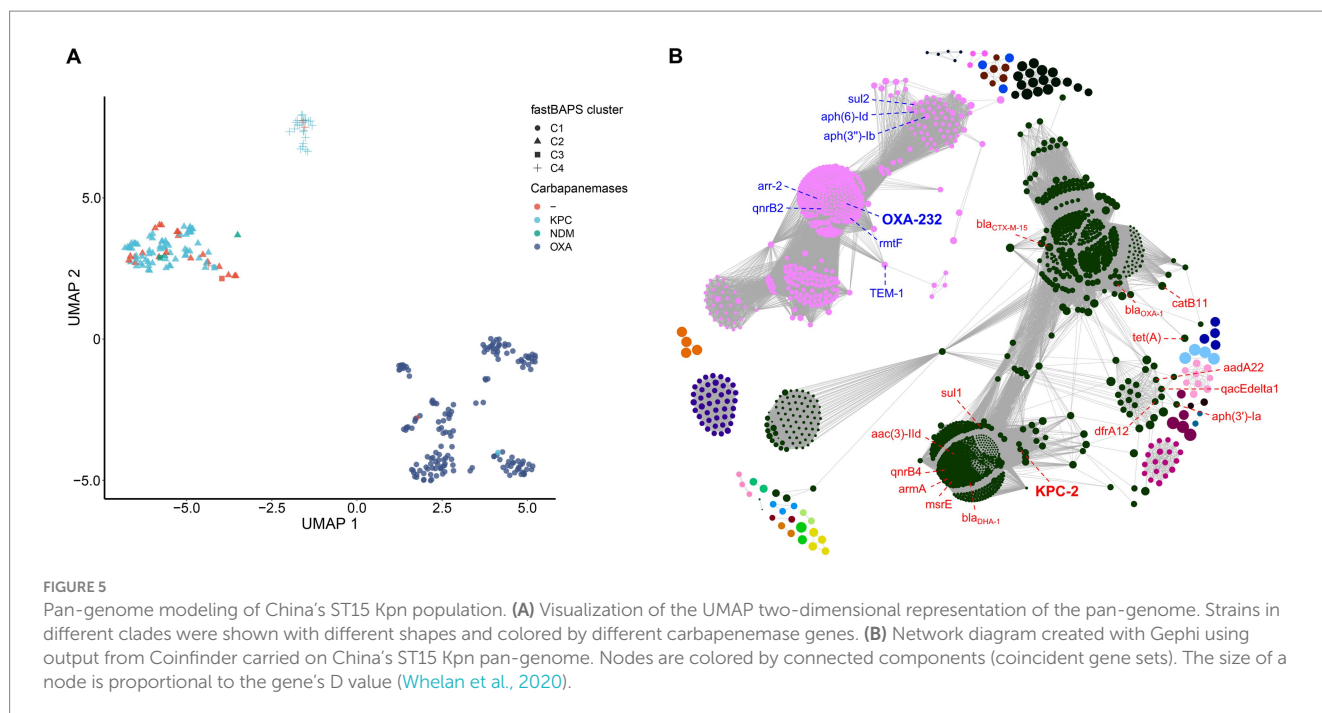 A
B
fastBAPS cluster
C1
C2
C3
C4
Carbapanemases
–
KPC
NDM
OXA
5.0
0
−5.0
UMAP 2
−5.0
−2.5
0
2.5
5.0
UMAP 1
sul2
aph(6)-Id
aph(3")-Ib
arr-2
qnrB2
OXA-232
rmtF
TEM-1
blaCTX-M-15
blaOXA-1
catB11
tet(A)
aadA22
qacEdelta1
aph(3')-Ia
dfrA12
sul1
aac(3)-IId
qnrB4
armA
msrE
blaDHA-1
KPC-2
FIGURE 5
Pan-genome modeling of China's ST15 Kpn population. (A) Visualization of the UMAP two-dimensional representation of the pan-genome. Strains in
different clades were shown with different shapes and colored by different carbapenemase genes. (B) Network diagram created with Gephi using
output from Coinfinder carried on China's ST15 Kpn pan-genome. Nodes are colored by connected components (coincident gene sets). The size of a
node is proportional to the gene's D value (Whelan et al., 2020).